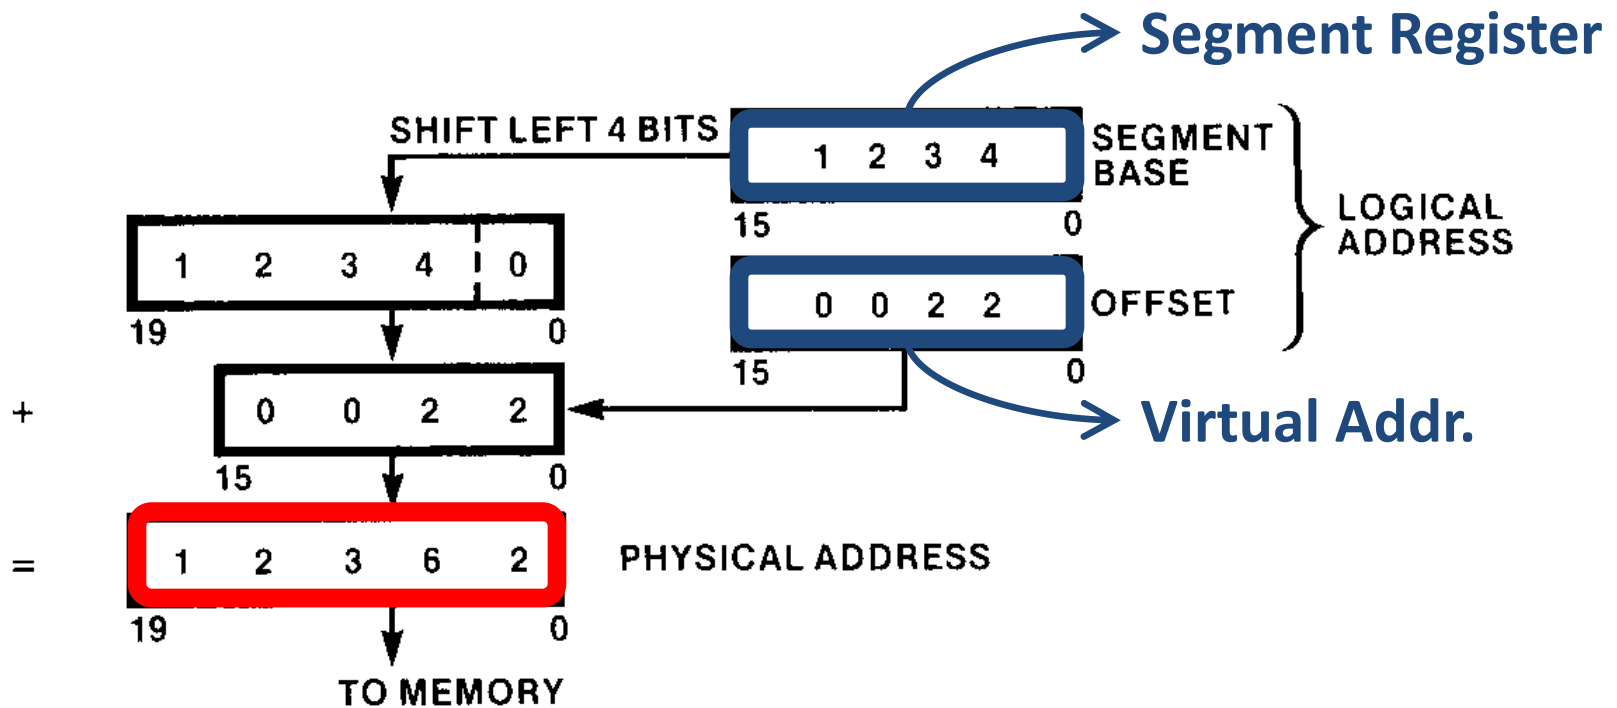 Segment Register
SHIFT LEFT 4 BITS
1 2 3 4
SEGMENT
BASE
15 0
LOGICAL
ADDRESS
1 2 3 4 0
19 0
0 0 2 2
OFFSET
15 0
+
0 0 2 2
15 0
Virtual Addr.
=
1 2 3 6 2
PHYSICAL ADDRESS
19 0
TO MEMORY